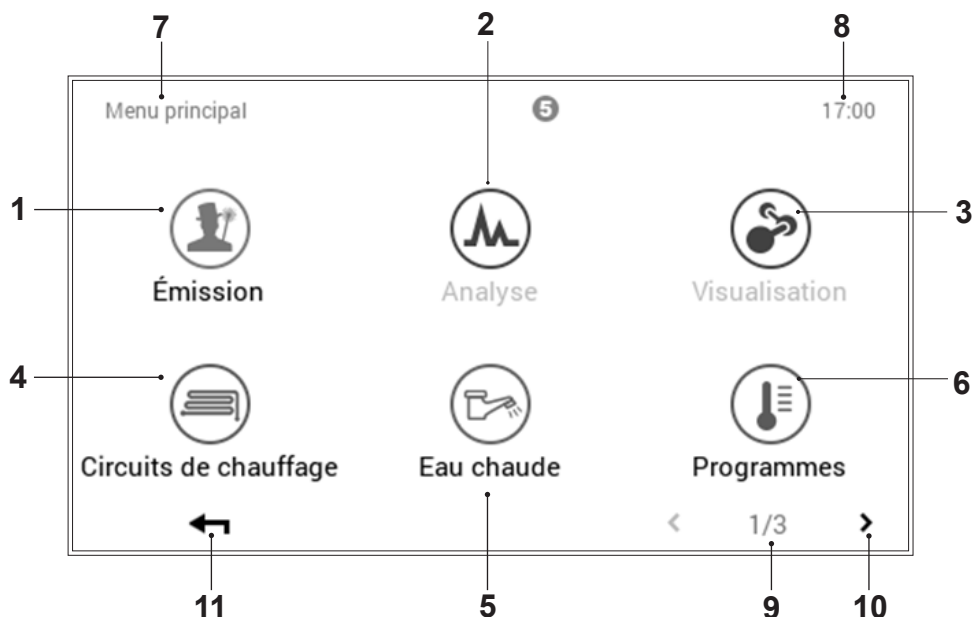 7 2 8
Menu principal 5 17:00
1 3
Émission Analyse Visualisation
4 6
Circuits de chauffage Eau chaude Programmes
< 1/3 >
11 5 9 10